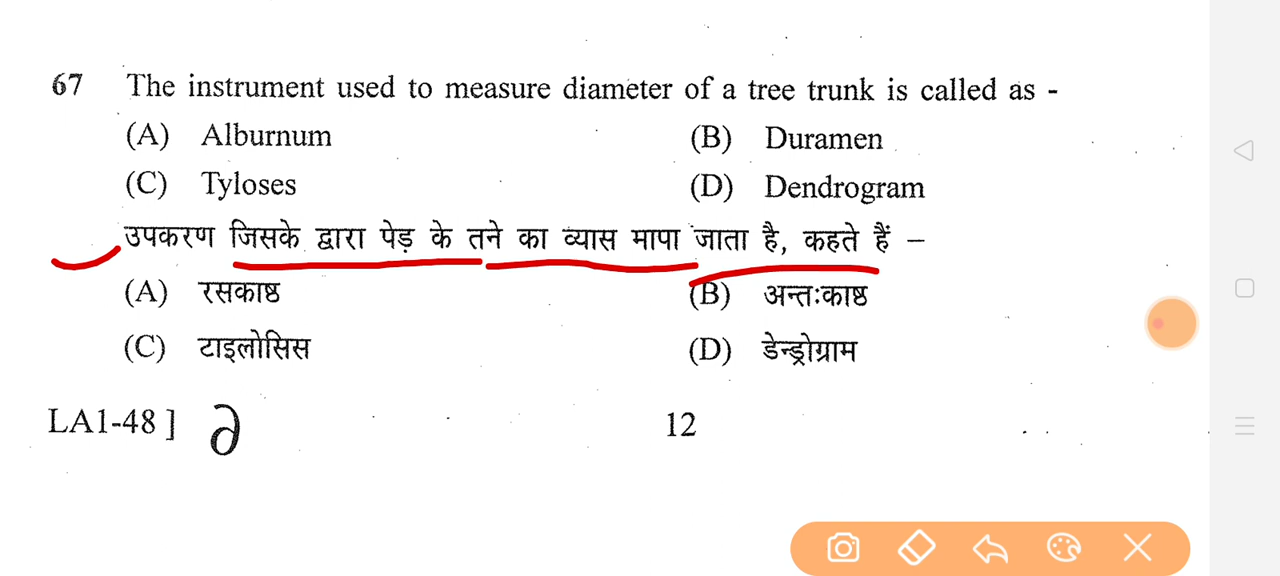 67 The instrument used to measure diameter of a tree trunk is called as -
(A) Alburnum (B) Duramen
(C) Tyloses (D) Dendrogram
उपकरण जिसके द्वारा पेड़ के तने का व्यास मापा जाता है, कहते हैं –
(A) रसकाष्ठ (B) अन्तःकाष्ठ
(C) टाइलोसिस (D) डेन्ड्रोग्राम
LA1-48 ] ∂ 12